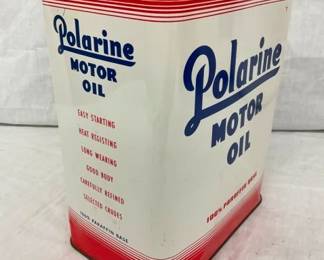 Polarine
MOTOR
OIL
EASY STARTING
HEAT RESISTING
LONG WEARING
GOOD BODY
CAREFULLY REFINED
SELECTED CRUDES
100% PARAFFIN BASE
Polarine
MOTOR
OIL
100% PARAFFIN BASE